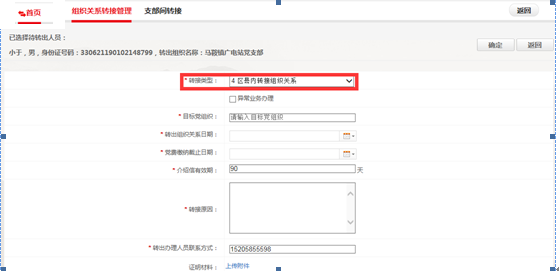 首页 组织关系转接管理 支部间转接 返回
已选择待转出人员：
小于，男，身份证号码：330621190102148799，转出组织名称：马鞍镇广电站党支部 确定 返回
* 转接类型： 4 区县内转接组织关系
异常业务办理
* 目标党组织： 请输入目标党组织
* 转出组织关系日期：
* 党费缴纳截止日期：
* 介绍信有效期： 90 天
* 转接原因：
* 转出办理人员联系方式： 15205855598
证明材料： 上传附件